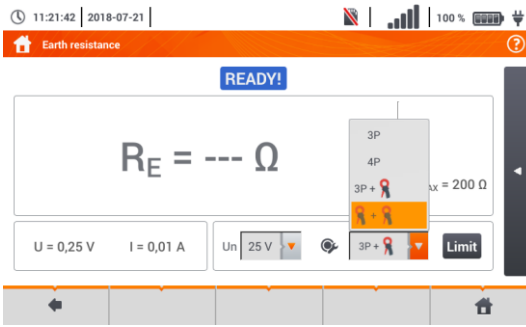 11:21:42 2018-07-21 100 %
Earth resistance ?
READY!
RE = --- Ω
3P
4P
3P +
+
= 200 Ω
U = 0,25 V I = 0,01 A Un 25 V 3P + Limit